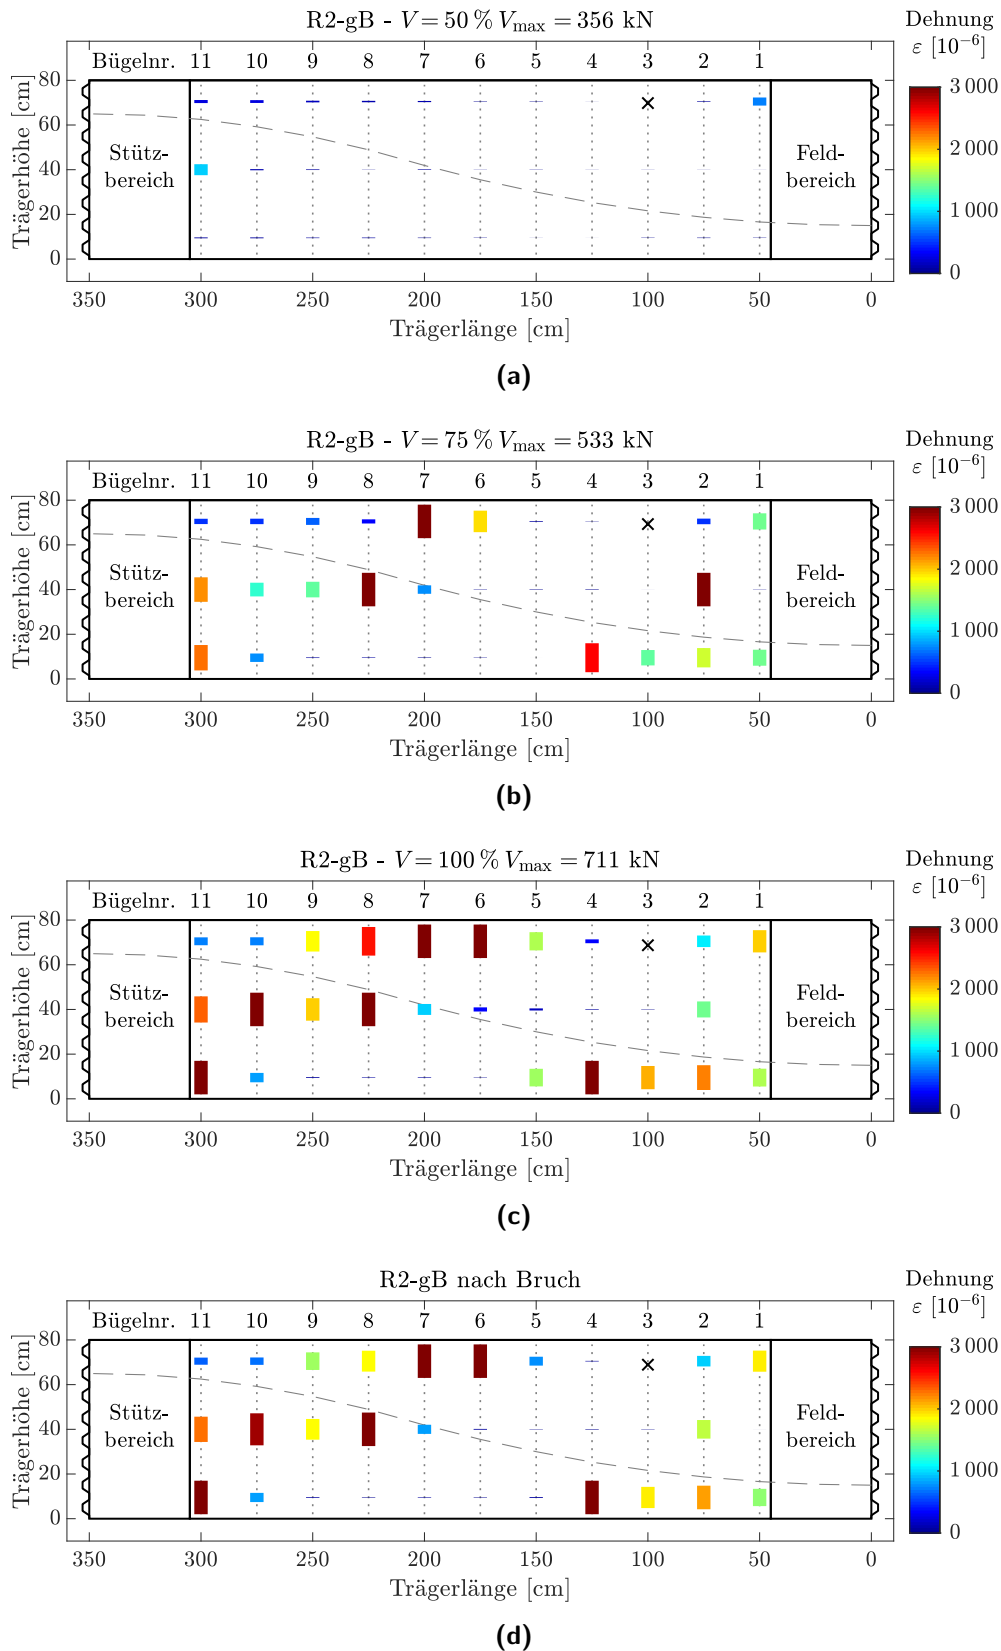 R2-gB - V = 50 % Vmax = 356 kN
Dehnung
ε [10⁻⁶]
Bügelnr. 11 10 9 8 7 6 5 4 3 2 1
Trägerhöhe [cm]
80
60
40
20
0
Stütz-
bereich
Feld-
bereich
3 000
2 000
1 000
0
350 300 250 200 150 100 50 0
Trägerlänge [cm]
(a)
R2-gB - V = 75 % Vmax = 533 kN
Dehnung
ε [10⁻⁶]
Bügelnr. 11 10 9 8 7 6 5 4 3 2 1
Trägerhöhe [cm]
80
60
40
20
0
Stütz-
bereich
Feld-
bereich
3 000
2 000
1 000
0
350 300 250 200 150 100 50 0
Trägerlänge [cm]
(b)
R2-gB - V = 100 % Vmax = 711 kN
Dehnung
ε [10⁻⁶]
Bügelnr. 11 10 9 8 7 6 5 4 3 2 1
Trägerhöhe [cm]
80
60
40
20
0
Stütz-
bereich
Feld-
bereich
3 000
2 000
1 000
0
350 300 250 200 150 100 50 0
Trägerlänge [cm]
(c)
R2-gB nach Bruch
Dehnung
ε [10⁻⁶]
Bügelnr. 11 10 9 8 7 6 5 4 3 2 1
Trägerhöhe [cm]
80
60
40
20
0
Stütz-
bereich
Feld-
bereich
3 000
2 000
1 000
0
350 300 250 200 150 100 50 0
Trägerlänge [cm]
(d)